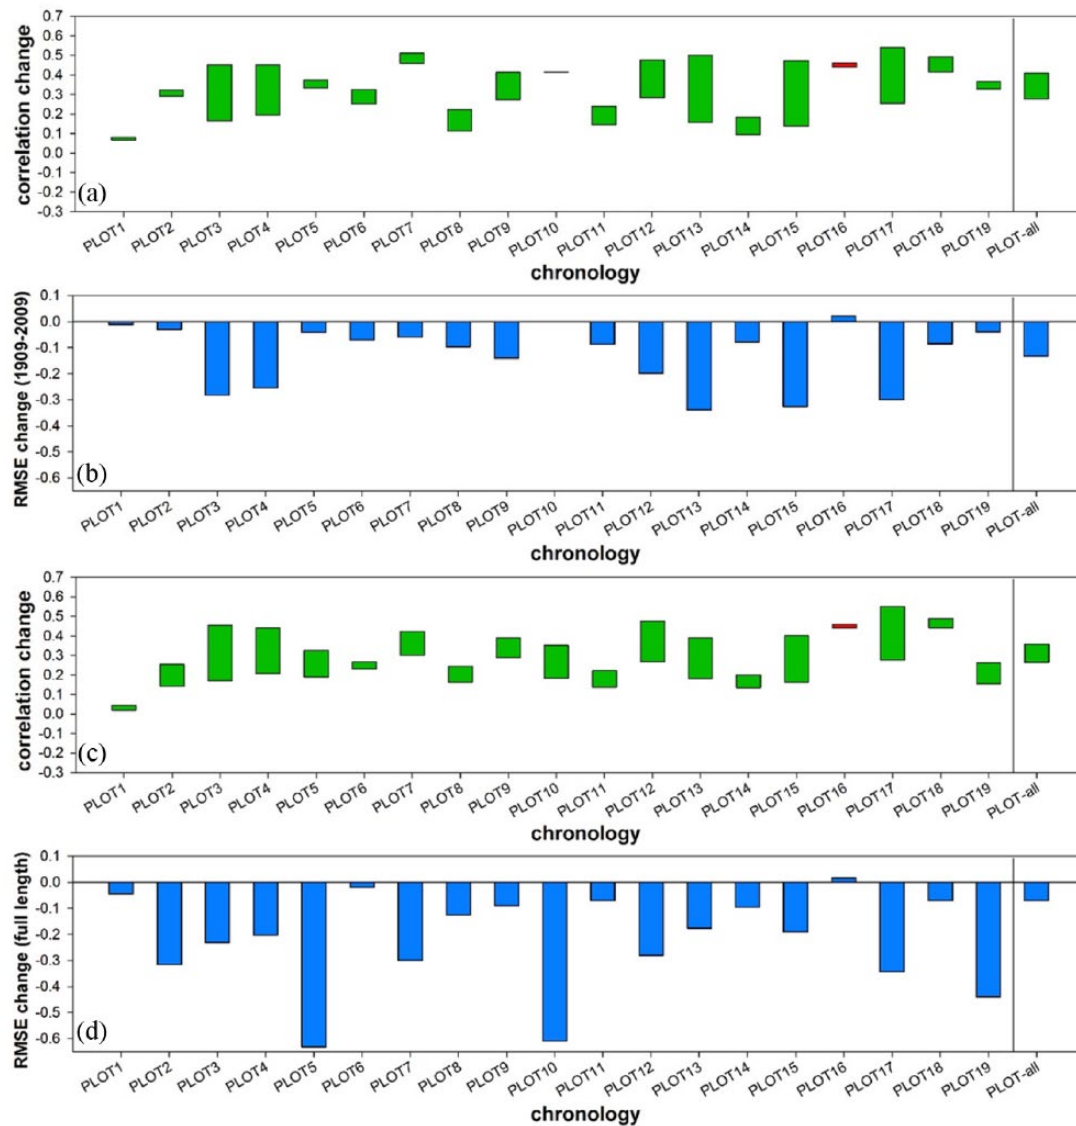 0.7
0.6
0.5
0.4
0.3
0.2
0.1
0.0
-0.1
-0.2
-0.3
correlation change
(a)
PLOT1 PLOT2 PLOT3 PLOT4 PLOT5 PLOT6 PLOT7 PLOT8 PLOT9 PLOT10 PLOT11 PLOT12 PLOT13 PLOT14 PLOT15 PLOT16 PLOT17 PLOT18 PLOT19 PLOT-all
chronology
0.1
0.0
-0.1
-0.2
-0.3
-0.4
-0.5
-0.6
RMSE change (1909-2009)
(b)
PLOT1 PLOT2 PLOT3 PLOT4 PLOT5 PLOT6 PLOT7 PLOT8 PLOT9 PLOT10 PLOT11 PLOT12 PLOT13 PLOT14 PLOT15 PLOT16 PLOT17 PLOT18 PLOT19 PLOT-all
chronology
0.7
0.6
0.5
0.4
0.3
0.2
0.1
0.0
-0.1
-0.2
-0.3
correlation change
(c)
PLOT1 PLOT2 PLOT3 PLOT4 PLOT5 PLOT6 PLOT7 PLOT8 PLOT9 PLOT10 PLOT11 PLOT12 PLOT13 PLOT14 PLOT15 PLOT16 PLOT17 PLOT18 PLOT19 PLOT-all
chronology
0.1
0.0
-0.1
-0.2
-0.3
-0.4
-0.5
-0.6
RMSE change (full length)
(d)
PLOT1 PLOT2 PLOT3 PLOT4 PLOT5 PLOT6 PLOT7 PLOT8 PLOT9 PLOT10 PLOT11 PLOT12 PLOT13 PLOT14 PLOT15 PLOT16 PLOT17 PLOT18 PLOT19 PLOT-all
chronology